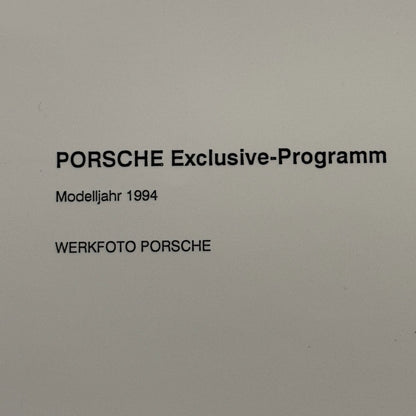 PORSCHE Exclusive-Programm
Modelljahr 1994
WERKFOTO PORSCHE